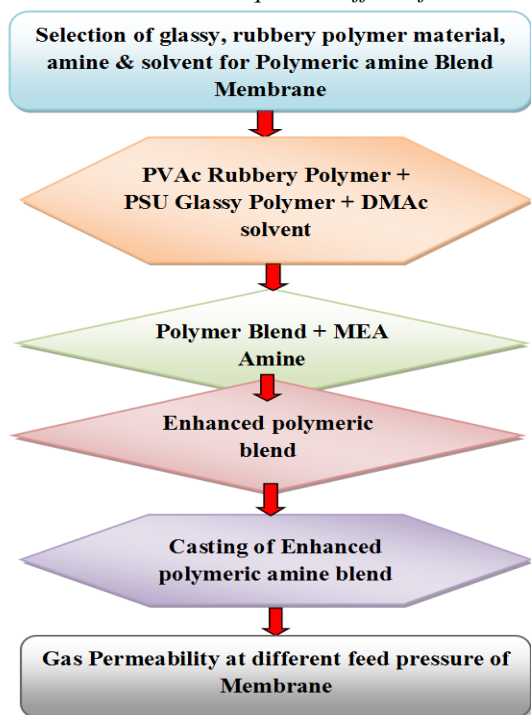 Selection of glassy, rubbery polymer material,
amine & solvent for Polymeric amine Blend
Membrane
PVAc Rubbery Polymer +
PSU Glassy Polymer + DMAc
solvent
Polymer Blend + MEA
Amine
Enhanced polymeric
blend
Casting of Enhanced
polymeric amine blend
Gas Permeability at different feed pressure of
Membrane